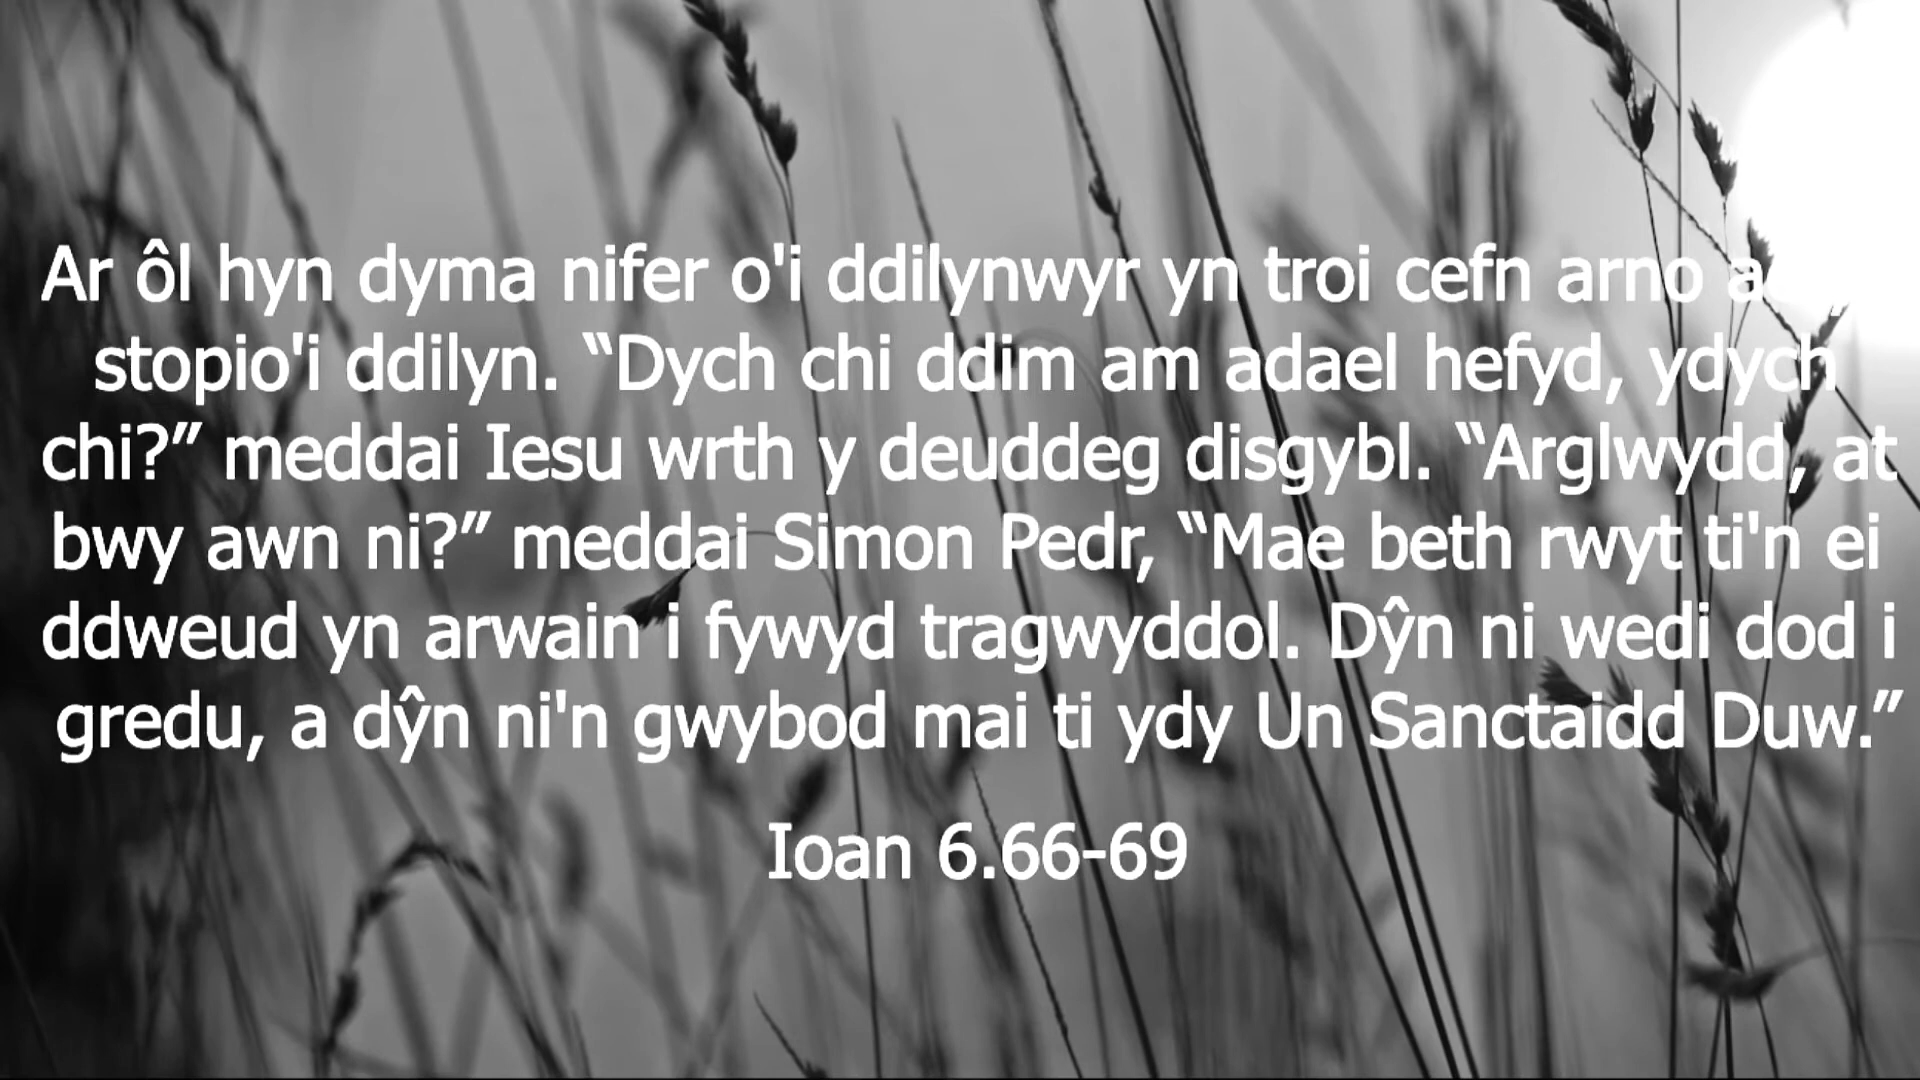 Ar ôl hyn dyma nifer o'i ddilynwyr yn troi cefn arno
stopio'i ddilyn. “Dych chi ddim am adael hefyd, ydych
chi?” meddai Iesu wrth y deuddeg disgybl. “Arglwydd, at
bwy awn ni?” meddai Simon Pedr, “Mae beth rwyt ti'n ei
ddweud yn arwain i fywyd tragwyddol. Dŷn ni wedi dod i
gredu, a dŷn ni'n gwybod mai ti ydy Un Sanctaidd Duw.”
Ioan 6.66-69